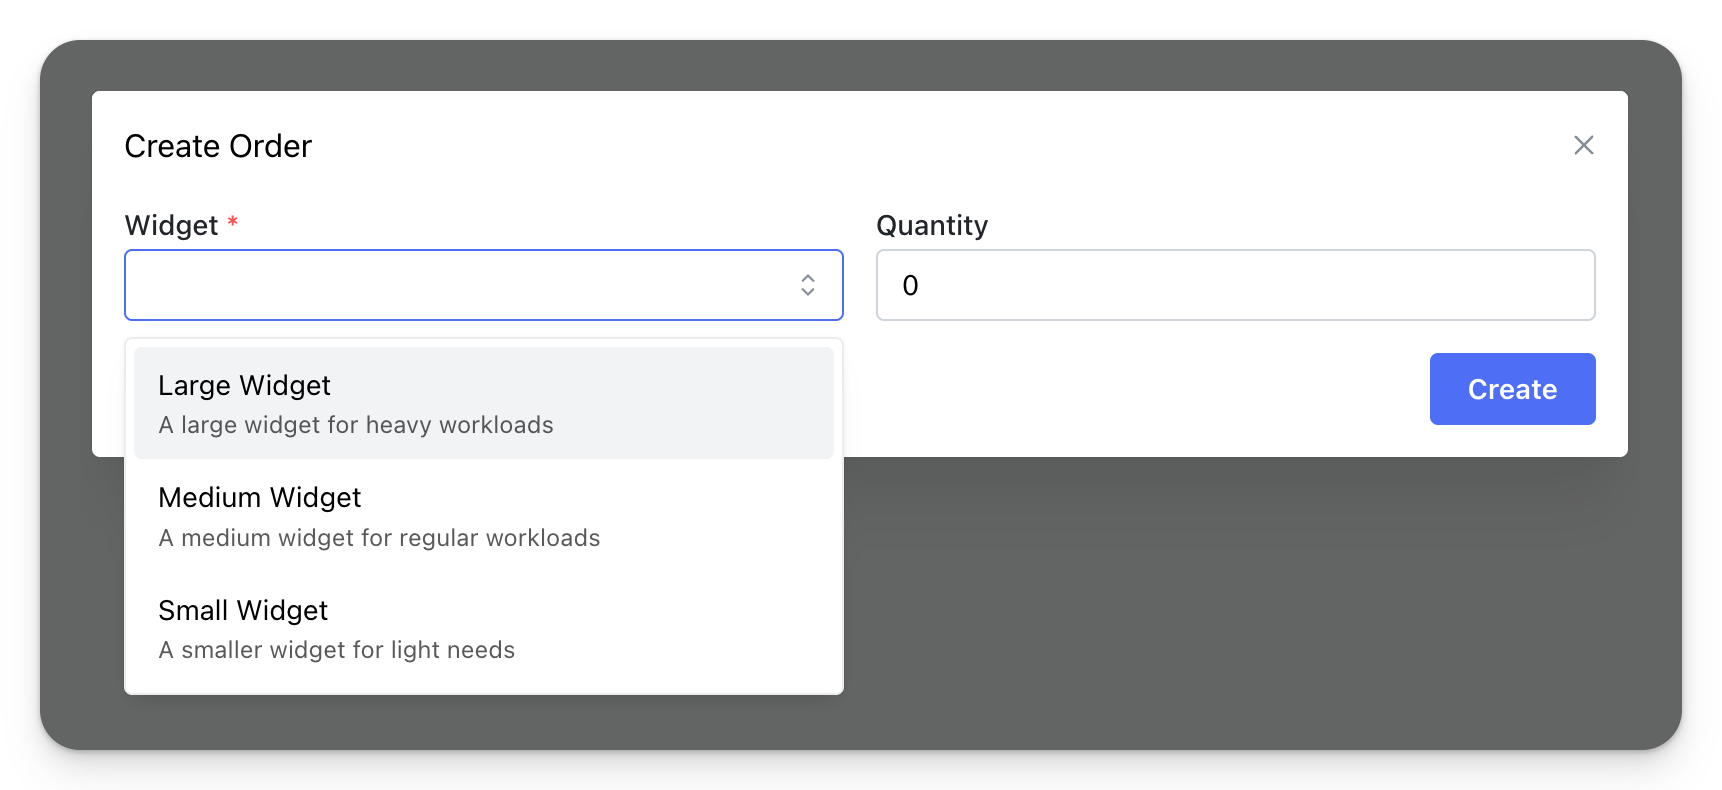 Create Order
Widget *
Quantity
0
Large Widget
A large widget for heavy workloads
Create
Medium Widget
A medium widget for regular workloads
Small Widget
A smaller widget for light needs